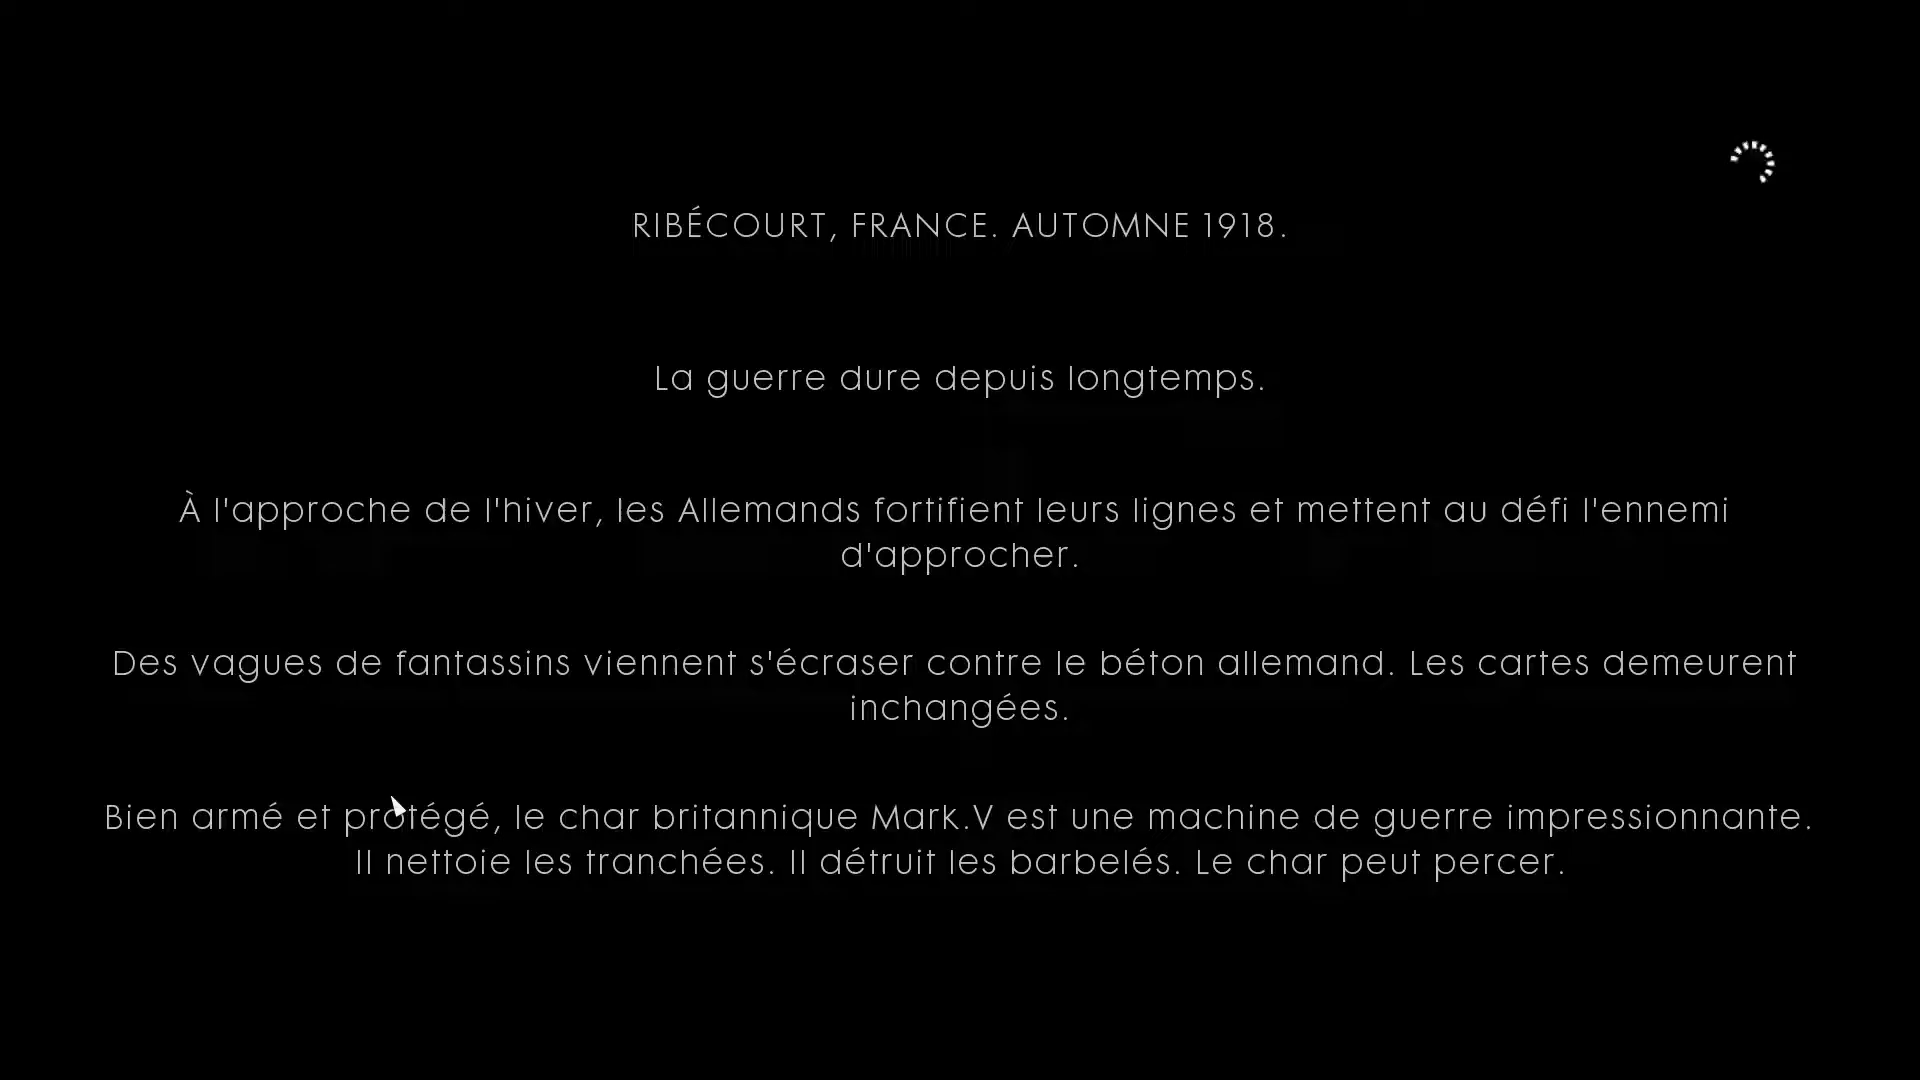 RIBÉCOURT, FRANCE. AUTOMNE 1918.
La guerre dure depuis longtemps.
À l'approche de l'hiver, les Allemands fortifient leurs lignes et mettent au défi l'ennemi
d'approcher.
Des vagues de fantassins viennent s'écraser contre le béton allemand. Les cartes demeurent
inchangées.
Bien armé et protégé, le char britannique Mark.V est une machine de guerre impressionnante.
Il nettoie les tranchées. Il détruit les barbelés. Le char peut percer.